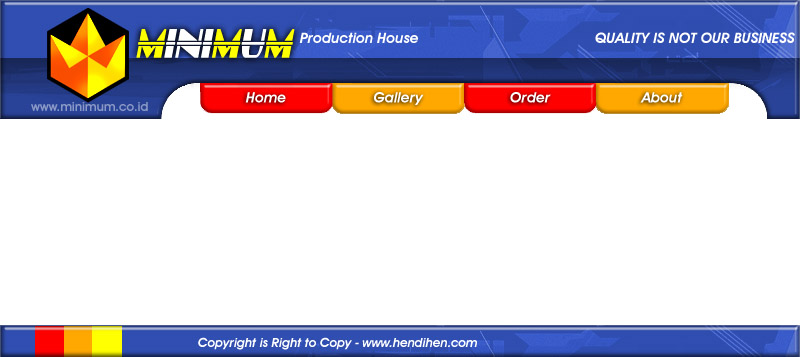 MINIMUM Production House
QUALITY IS NOT OUR BUSINESS
www.minimum.co.id
Home
Gallery
Order
About
Copyright is Right to Copy - www.hendihen.com